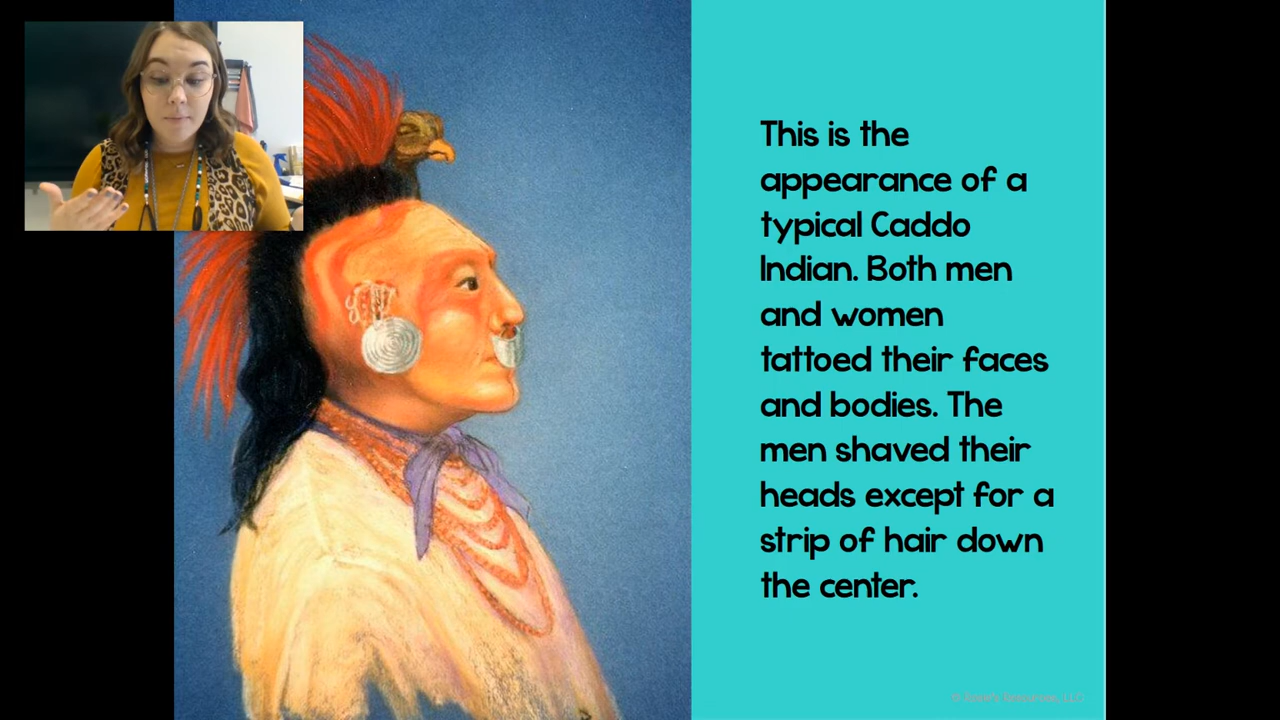 This is the
appearance of a
typical Caddo
Indian. Both men
and women
tattoed their faces
and bodies. The
men shaved their
heads except for a
strip of hair down
the center.